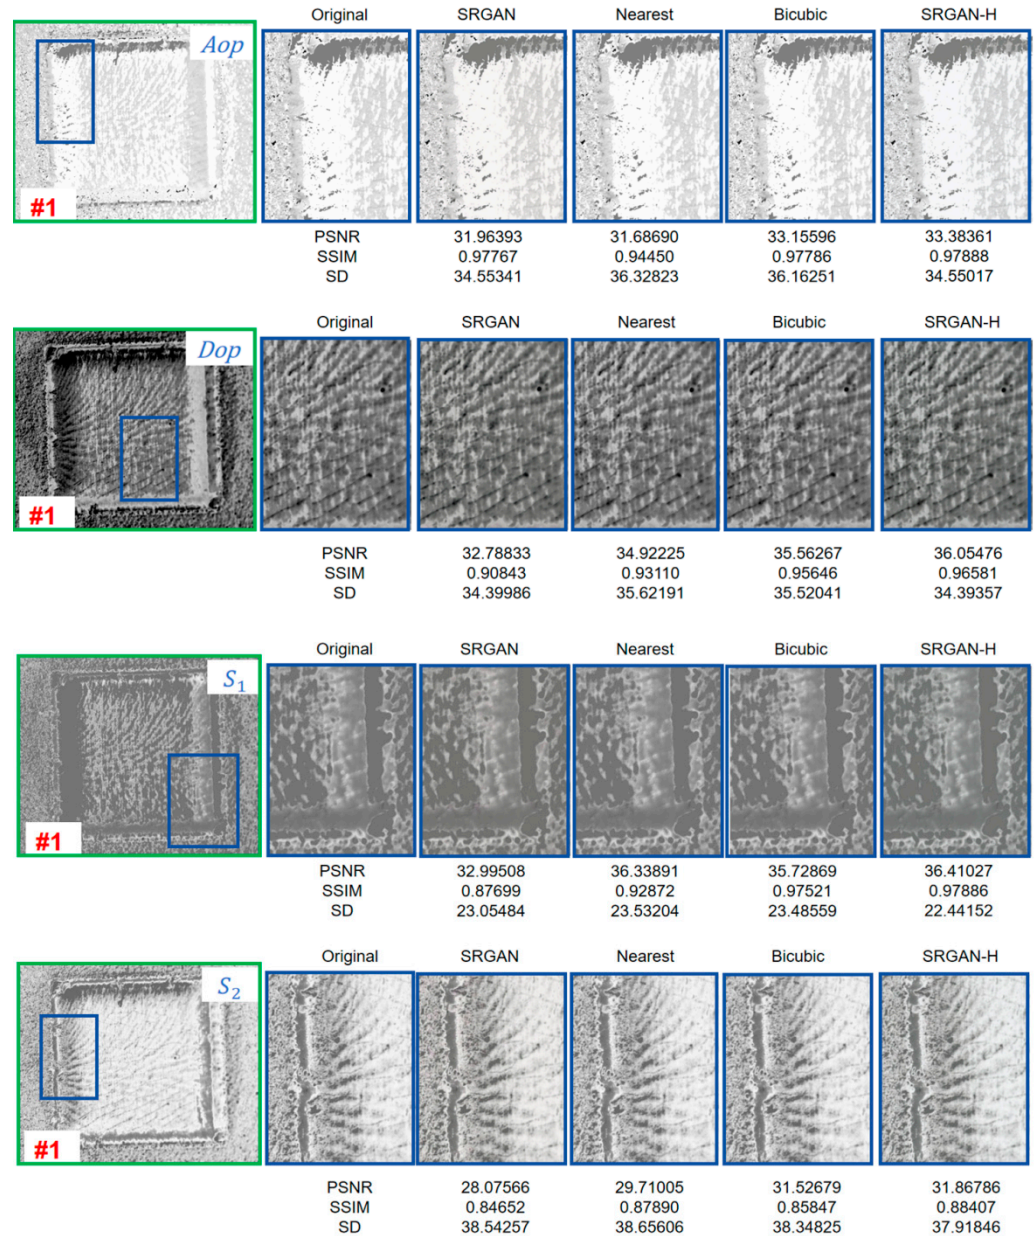 Original SRGAN Nearest Bicubic SRGAN-H
Aop
#1
PSNR 31.96393 31.68690 33.15596 33.38361
SSIM 0.97767 0.94450 0.97786 0.97888
SD 34.55341 36.32823 36.16251 34.55017
Original SRGAN Nearest Bicubic SRGAN-H
Dop
#1
PSNR 32.78833 34.92225 35.56267 36.05476
SSIM 0.90843 0.93110 0.95646 0.96581
SD 34.39986 35.62191 35.52041 34.39357
Original SRGAN Nearest Bicubic SRGAN-H
S₁
#1
PSNR 32.99508 36.33891 35.72869 36.41027
SSIM 0.87699 0.92872 0.97521 0.97886
SD 23.05484 23.53204 23.48559 22.44152
Original SRGAN Nearest Bicubic SRGAN-H
S₂
#1
PSNR 28.07566 29.71005 31.52679 31.86786
SSIM 0.84652 0.87890 0.85847 0.88407
SD 38.54257 38.65606 38.34825 37.91846